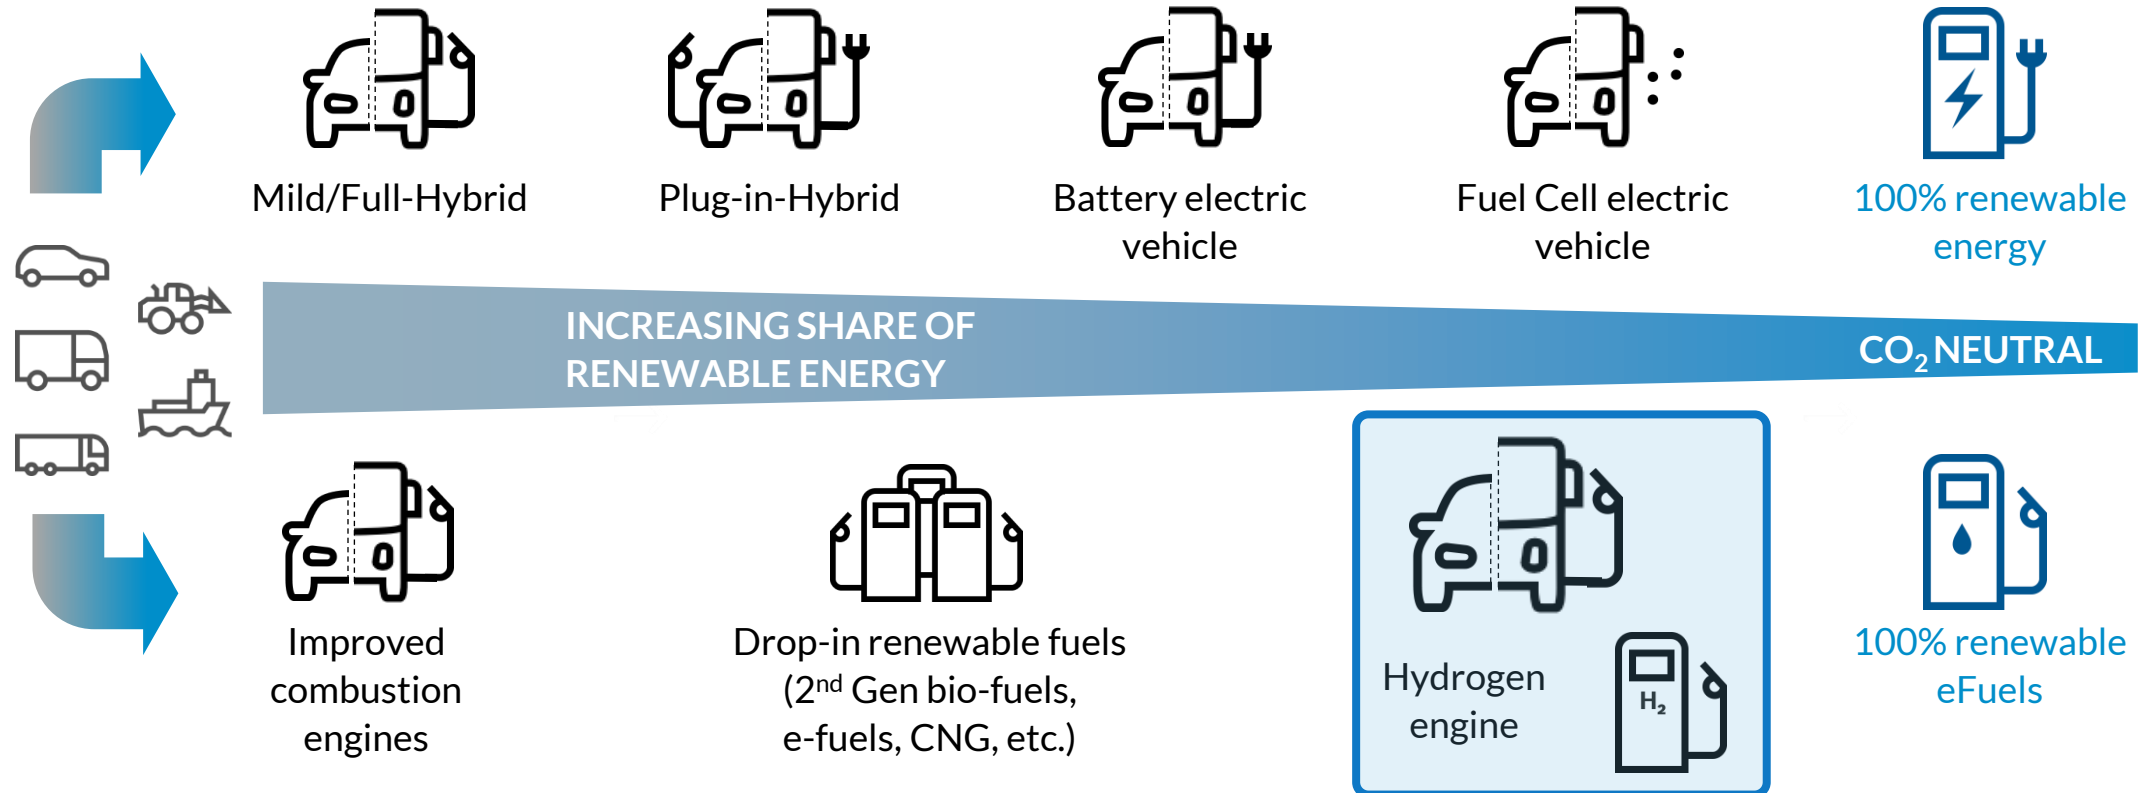 Mild/Full-Hybrid
Plug-in-Hybrid
Battery electric
vehicle
Fuel Cell electric
vehicle
100% renewable
energy
INCREASING SHARE OF
RENEWABLE ENERGY
CO₂ NEUTRAL
Improved
combustion
engines
Drop-in renewable fuels
(2ⁿᵈ Gen bio-fuels,
e-fuels, CNG, etc.)
Hydrogen
engine
H₂
100% renewable
eFuels